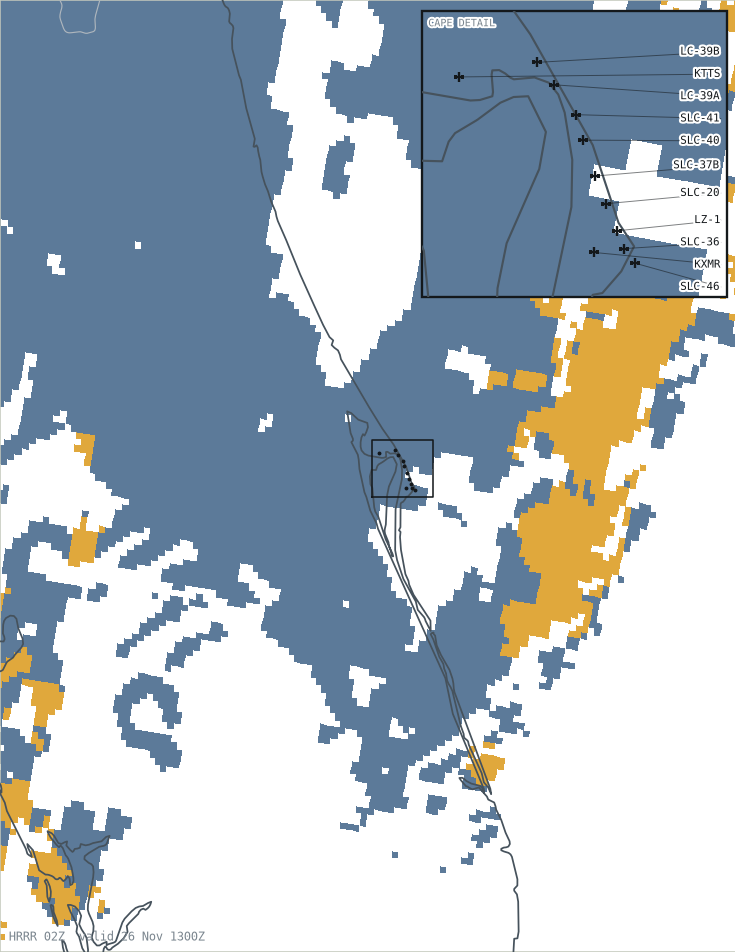 CAPE DETAIL
LC-39B
KTTS
LC-39A
SLC-41
SLC-40
SLC-37B
SLC-20
LZ-1
SLC-36
KXMR
SLC-46
HRRR 02Z  valid 26 Nov 1300Z